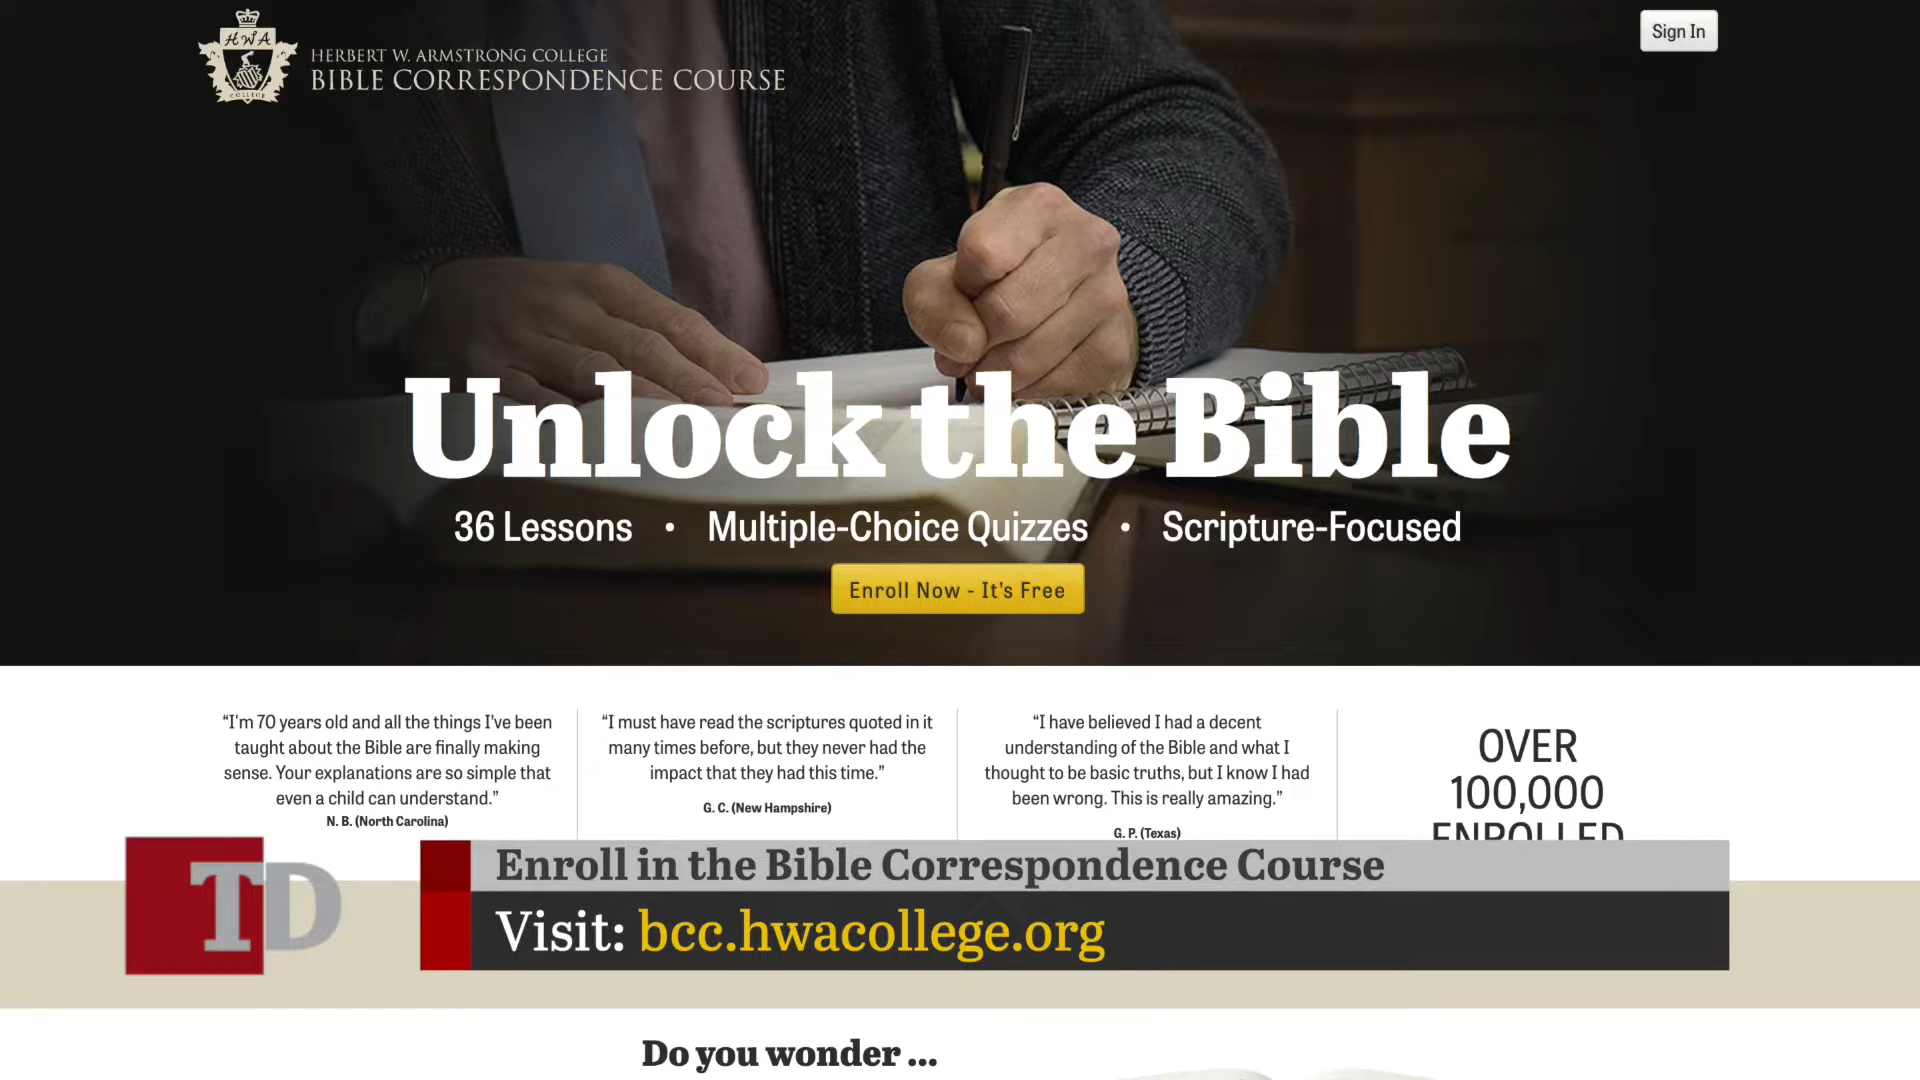 HWA
COLLEGE
HERBERT W. ARMSTRONG COLLEGE
BIBLE CORRESPONDENCE COURSE
Sign In
Unlock the Bible
36 Lessons • Multiple-Choice Quizzes • Scripture-Focused
Enroll Now - It's Free
“I'm 70 years old and all the things I've been
taught about the Bible are finally making
sense. Your explanations are so simple that
even a child can understand.”
N. B. (North Carolina)
“I must have read the scriptures quoted in it
many times before, but they never had the
impact that they had this time.”
G. C. (New Hampshire)
“I have believed I had a decent
understanding of the Bible and what I
thought to be basic truths, but I know I had
been wrong. This is really amazing.”
G. P. (Texas)
OVER
100,000
ENROLLED
TD
Enroll in the Bible Correspondence Course
Visit: bcc.hwacollege.org
Do you wonder ...